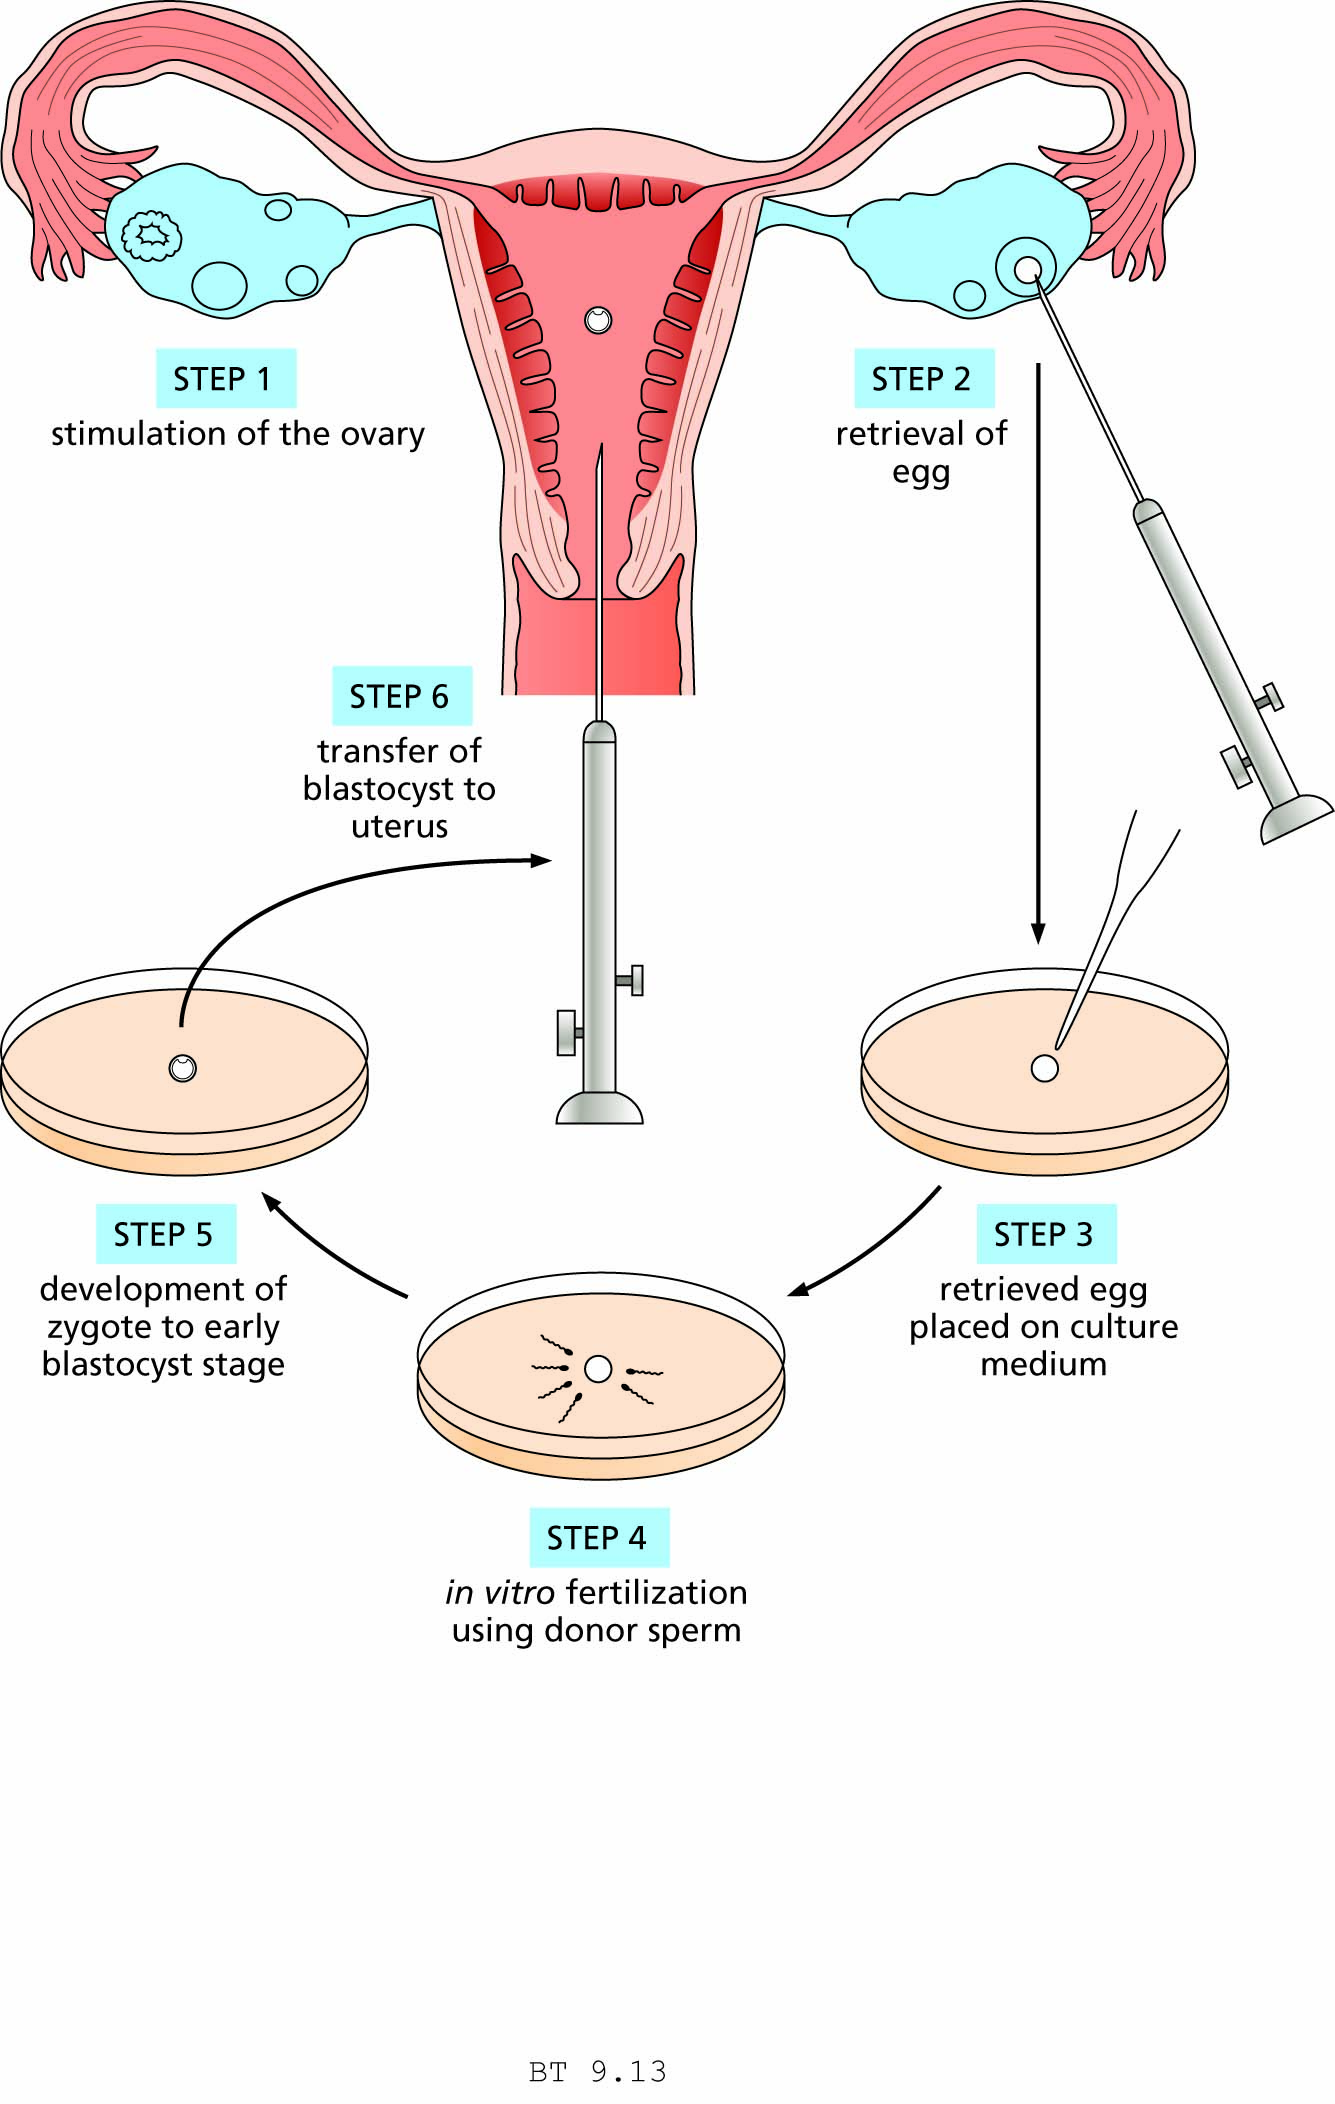 STEP 1
stimulation of the ovary
STEP 2
retrieval of
egg
STEP 6
transfer of
blastocyst to
uterus
STEP 5
development of
zygote to early
blastocyst stage
STEP 3
retrieved egg
placed on culture
medium
STEP 4
in vitro fertilization
using donor sperm
BT 9.13